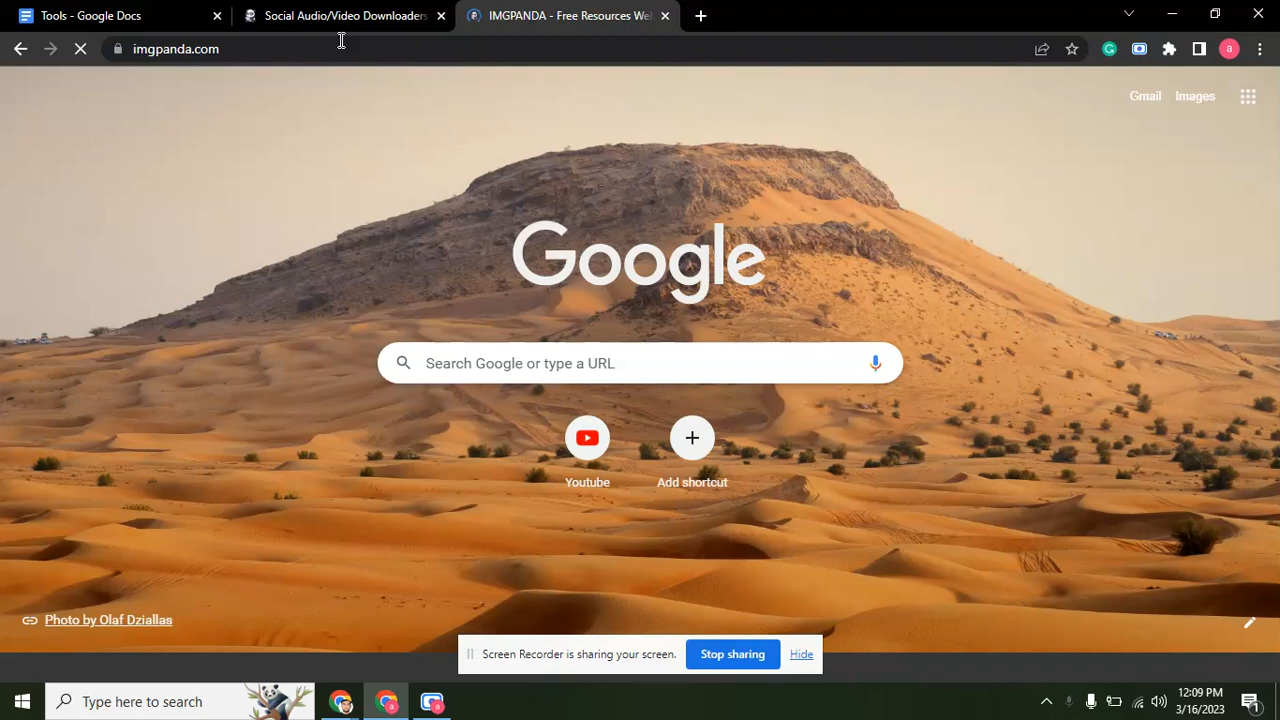 Tools - Google Docs
Social Audio/Video Downloaders
IMGPANDA - Free Resources Wel
imgpanda.com
a
Gmail
Images
Google
Search Google or type a URL
Youtube
Add shortcut
Photo by Olaf Dziallas
Screen Recorder is sharing your screen.
Stop sharing
Hide
Type here to search
a
a
12:09 PM
3/16/2023
1